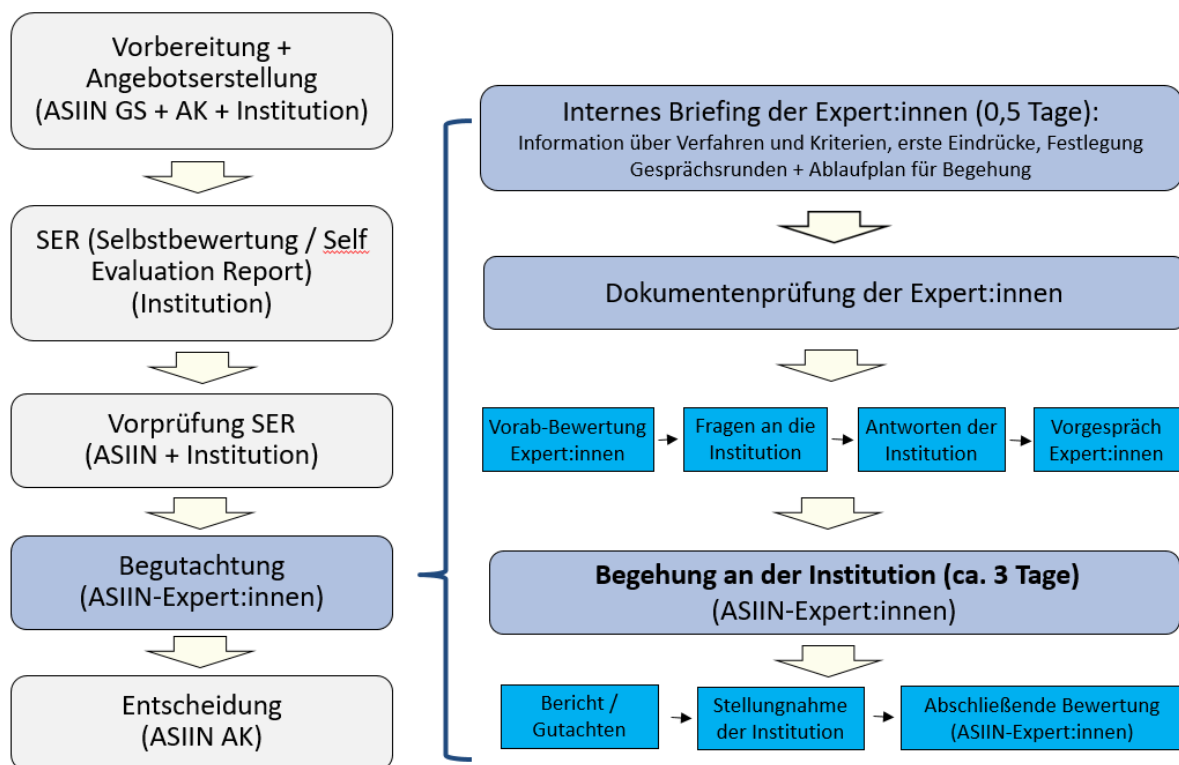 Vorbereitung +
Angebotserstellung
(ASIIN GS + AK + Institution)
SER (Selbstbewertung / Self
Evaluation Report)
(Institution)
Vorprüfung SER
(ASIIN + Institution)
Begutachtung
(ASIIN-Expert:innen)
Entscheidung
(ASIIN AK)
Internes Briefing der Expert:innen (0,5 Tage):
Information über Verfahren und Kriterien, erste Eindrücke, Festlegung
Gesprächsrunden + Ablaufplan für Begehung
Dokumentenprüfung der Expert:innen
Vorab-Bewertung
Expert:innen
Fragen an die
Institution
Antworten der
Institution
Vorgespräch
Expert:innen
Begehung an der Institution (ca. 3 Tage)
(ASIIN-Expert:innen)
Bericht /
Gutachten
Stellungnahme
der Institution
Abschließende Bewertung
(ASIIN-Expert:innen)